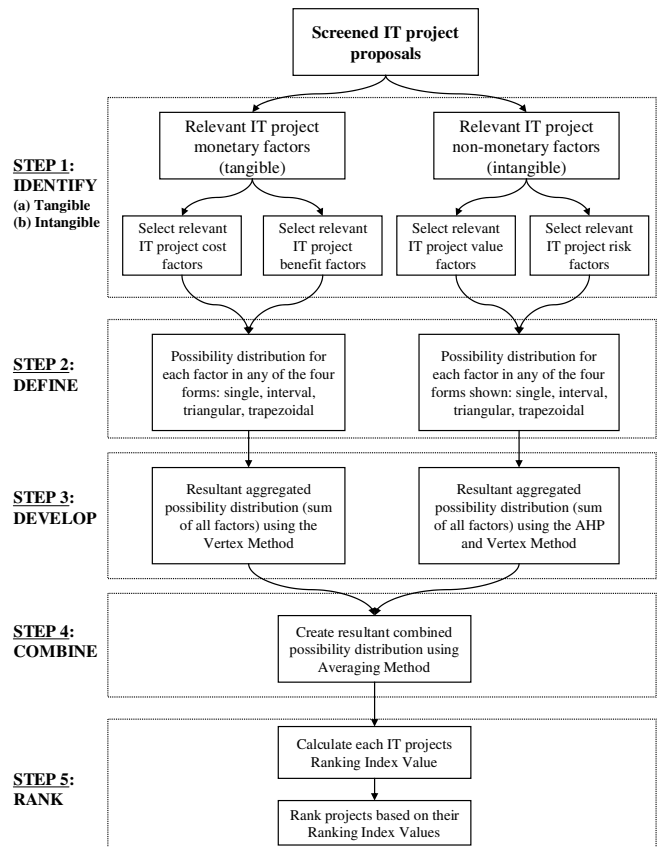 Screened IT project
proposals
STEP 1:
IDENTIFY
(a) Tangible
(b) Intangible
Relevant IT project
monetary factors
(tangible)
Relevant IT project
non-monetary factors
(intangible)
Select relevant
IT project cost
factors
Select relevant
IT project
benefit factors
Select relevant
IT project value
factors
Select relevant
IT project risk
factors
STEP 2:
DEFINE
Possibility distribution for
each factor in any of the four
forms: single, interval,
triangular, trapezoidal
Possibility distribution for
each factor in any of the four
forms shown: single, interval,
triangular, trapezoidal
STEP 3:
DEVELOP
Resultant aggregated
possibility distribution (sum
of all factors) using the
Vertex Method
Resultant aggregated
possibility distribution (sum
of all factors) using the AHP
and Vertex Method
STEP 4:
COMBINE
Create resultant combined
possibility distribution using
Averaging Method
STEP 5:
RANK
Calculate each IT projects
Ranking Index Value
Rank projects based on their
Ranking Index Values